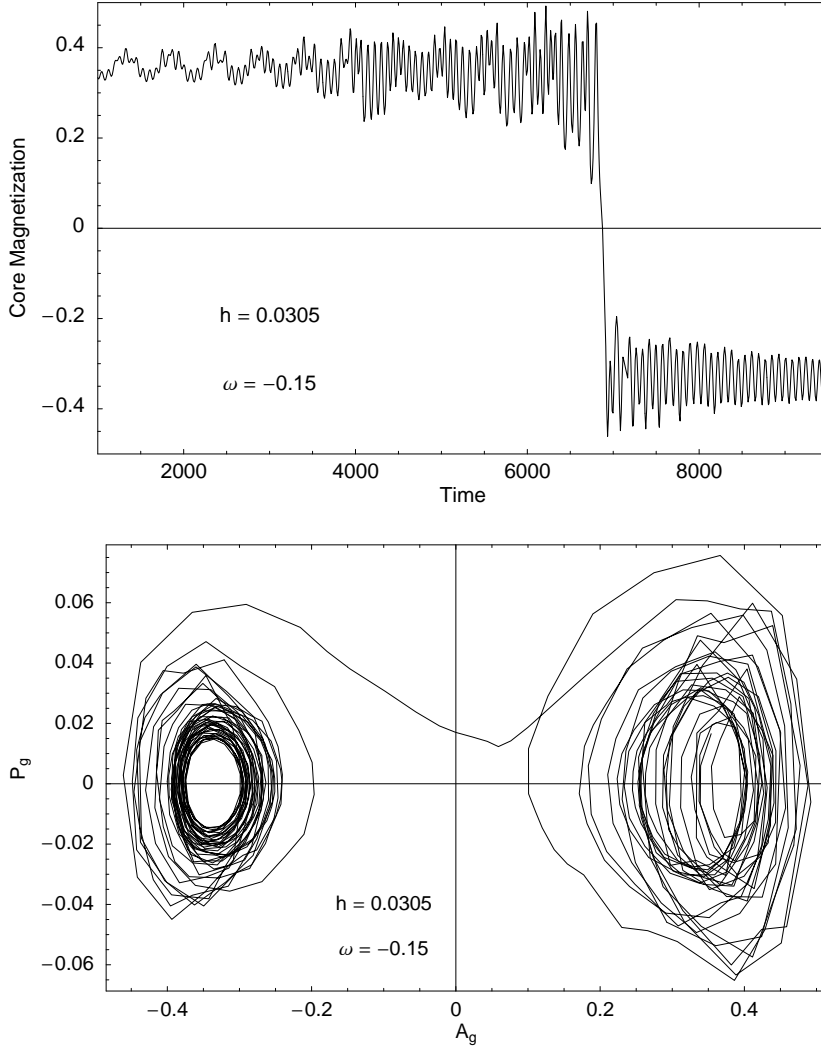 0.4
0.2
0
−0.2
−0.4
Core Magnetization
h = 0.0305
ω = −0.15
2000 4000 6000 8000
Time
0.06
0.04
0.02
0
−0.02
−0.04
−0.06
P_g
h = 0.0305
ω = −0.15
−0.4 −0.2 0 0.2 0.4
A_g